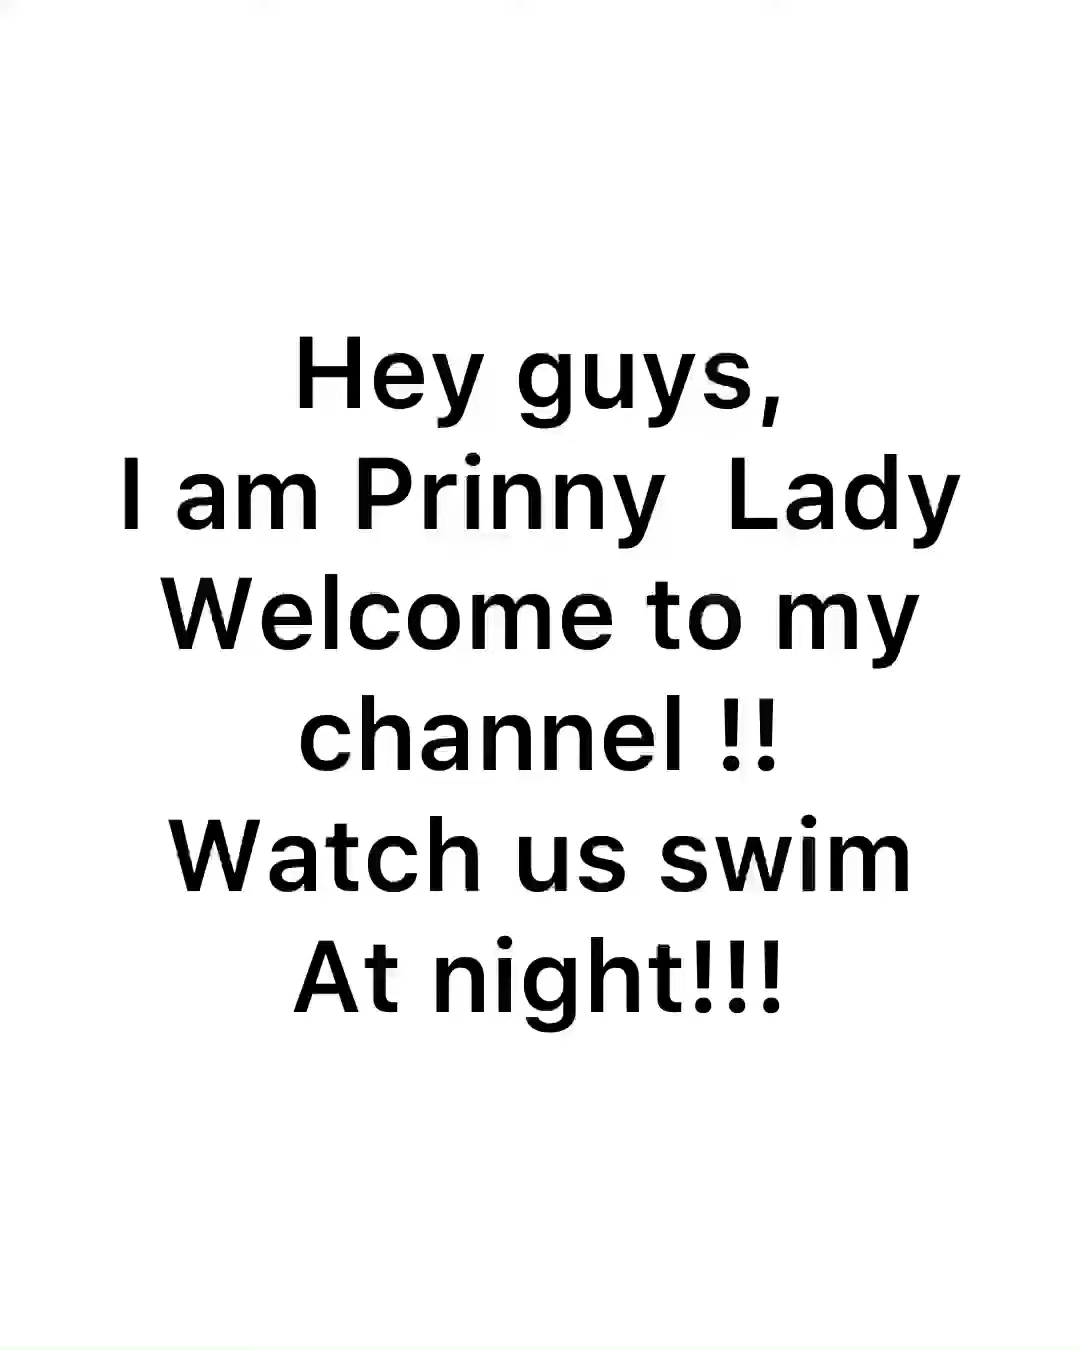 Hey guys,
I am Prinny  Lady
Welcome to my
channel !!
Watch us swim
At night!!!